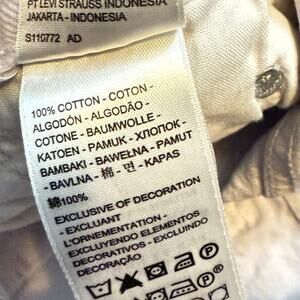 PT LEVI STRAUSS INDONESIA
JAKARTA - INDONESIA
S110772 AD
100% COTTON - COTON -
ALGODÓN - ALGODÃO -
COTONE - BAUMWOLLE -
KATOEN - PAMUK - ХЛОПОК -
BAMBAKI - BAWEŁNA - PAMUT
- BAVLNA - 棉 - 면 - KAPAS
綿100%
EXCLUSIVE OF DECORATION
- EXCLUANT
L'ORNEMENTATION -
EXCLUYENDO ELEMENTOS
DECORATIVOS - EXCLUINDO
DECORAÇÃO